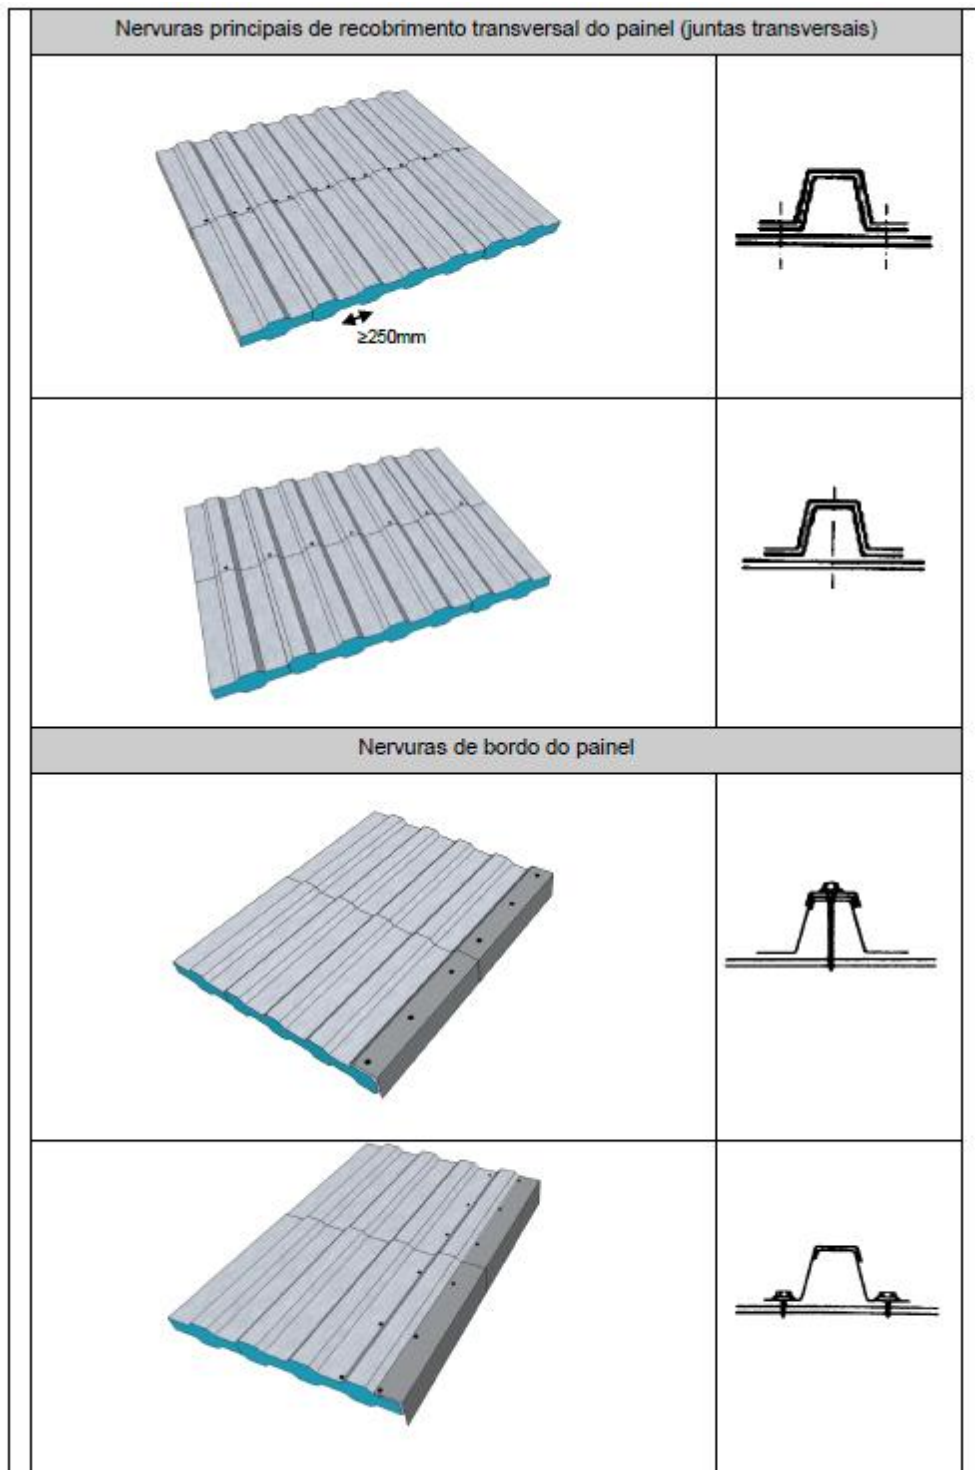 Nervuras principais de recobrimento transversal do painel (juntas transversais)
≥250mm
Nervuras de bordo do painel